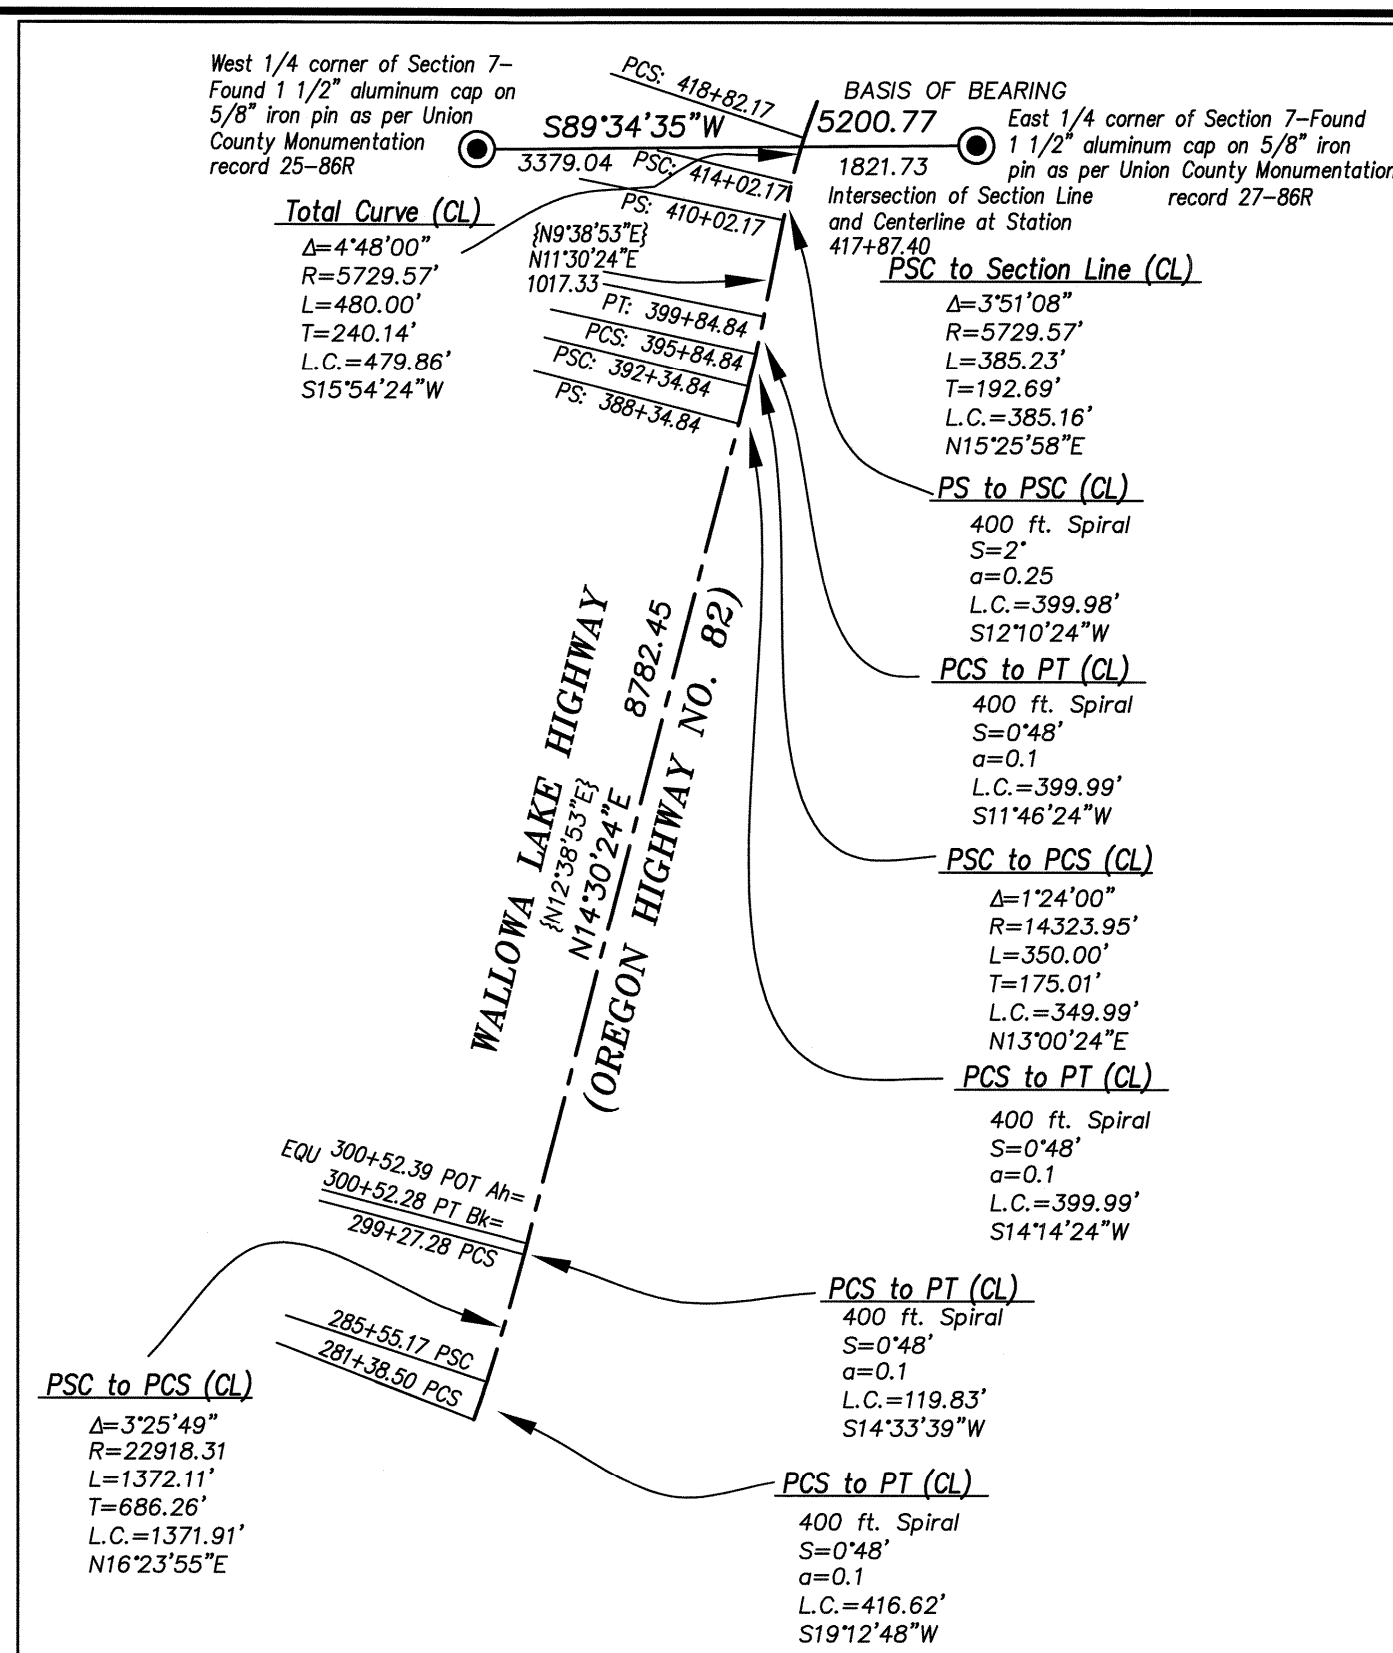 West 1/4 corner of Section 7–
Found 1 1/2" aluminum cap on
5/8" iron pin as per Union
County Monumentation
record 25–86R
PCS: 418+82.17
BASIS OF BEARING
S89°34'35"W
5200.77
3379.04
1821.73
East 1/4 corner of Section 7–Found
1 1/2" aluminum cap on 5/8" iron
pin as per Union County Monumentation
record 27–86R
PSC: 414+02.17
PS: 410+02.17
Intersection of Section Line
and Centerline at Station
417+87.40
Total Curve (CL)
Δ=4°48'00"
R=5729.57'
L=480.00'
T=240.14'
L.C.=479.86'
S15°54'24"W
{N9°38'53"E}
N11°30'24"E
1017.33
PT: 399+84.84
PCS: 395+84.84
PSC: 392+34.84
PS: 388+34.84
PSC to Section Line (CL)
Δ=3°51'08"
R=5729.57'
L=385.23'
T=192.69'
L.C.=385.16'
N15°25'58"E
PS to PSC (CL)
400 ft. Spiral
S=2°
a=0.25
L.C.=399.98'
S12°10'24"W
PCS to PT (CL)
400 ft. Spiral
S=0°48'
a=0.1
L.C.=399.99'
S11°46'24"W
PSC to PCS (CL)
Δ=1°24'00"
R=14323.95'
L=350.00'
T=175.01'
L.C.=349.99'
N13°00'24"E
PCS to PT (CL)
400 ft. Spiral
S=0°48'
a=0.1
L.C.=399.99'
S14°14'24"W
WALLOWA LAKE HIGHWAY
{N12°38'53"E}
N14°30'24"E
8782.45
(OREGON HIGHWAY NO. 82)
EQU 300+52.39 POT Ah=
300+52.28 PT Bk=
299+27.28 PCS
285+55.17 PSC
281+38.50 PCS
PCS to PT (CL)
400 ft. Spiral
S=0°48'
a=0.1
L.C.=119.83'
S14°33'39"W
PSC to PCS (CL)
Δ=3°25'49"
R=22918.31
L=1372.11'
T=686.26'
L.C.=1371.91'
N16°23'55"E
PCS to PT (CL)
400 ft. Spiral
S=0°48'
a=0.1
L.C.=416.62'
S19°12'48"W